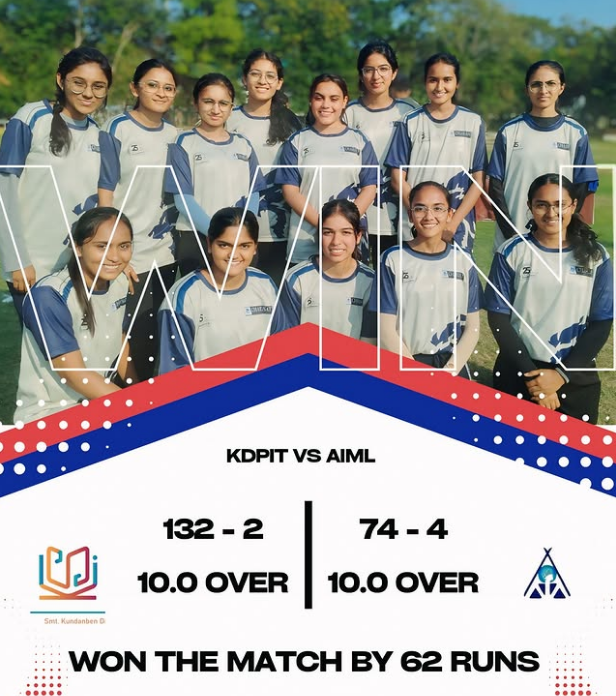 WIN
KDPIT VS AIML
132 - 2
74 - 4
10.0 OVER
10.0 OVER
Smt. Kundanben D
WON THE MATCH BY 62 RUNS